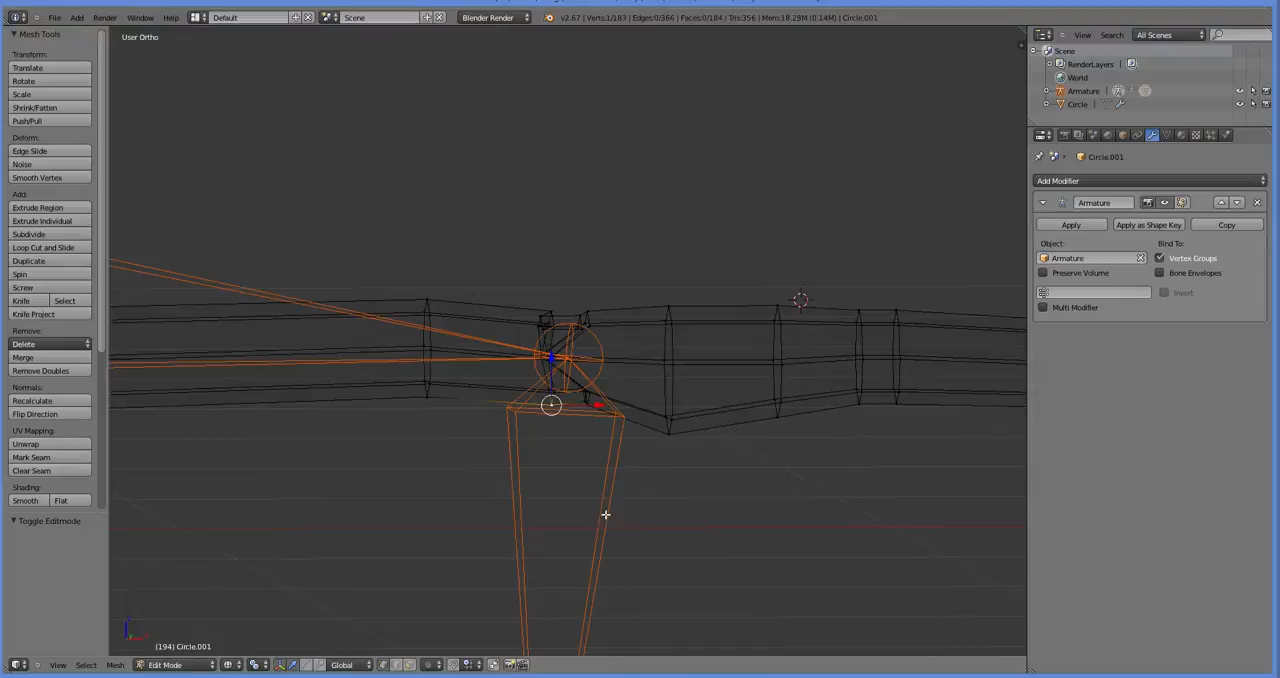 File Add Render Window Help Default Scene Blender Render v2.67 | Verts:1/183 | Edges:0/366 | Faces:0/184 | Tris:356 | Mem:18.25M (0.14M) | Circle.001
Mesh Tools
Transform:
Translate
Rotate
Scale
Shrink/Fatten
Push/Pull
Deform:
Edge Slide
Noise
Smooth Vertex
Add:
Extrude Region
Extrude Individual
Subdivide
Loop Cut and Slide
Duplicate
Spin
Screw
Knife Select
Knife Project
Remove:
Delete
Merge
Remove Doubles
Normals:
Recalculate
Flip Direction
UV Mapping:
Unwrap
Mark Seam
Clear Seam
Shading:
Smooth Flat
Toggle Editmode
User Ortho
(194) Circle.001
View Select Mesh Edit Mode Global
View Search All Scenes
Scene
RenderLayers
World
Armature
Circle
Circle.001
Add Modifier
Armature
Apply Apply as Shape Key Copy
Object: Bind To:
Armature Vertex Groups
Preserve Volume Bone Envelopes
Invert
Multi Modifier